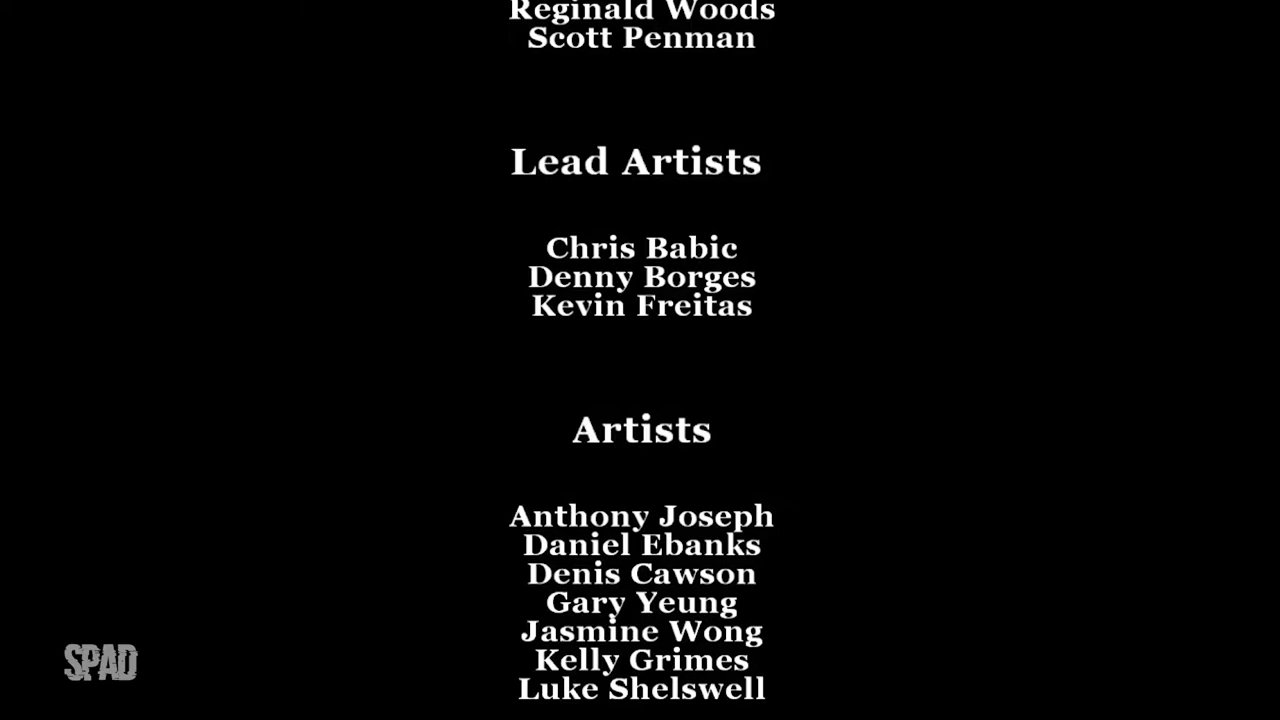 Reginald Woods
Scott Penman
Lead Artists
Chris Babic
Denny Borges
Kevin Freitas
Artists
Anthony Joseph
Daniel Ebanks
Denis Cawson
Gary Yeung
Jasmine Wong
Kelly Grimes
Luke Shelswell
SPAD